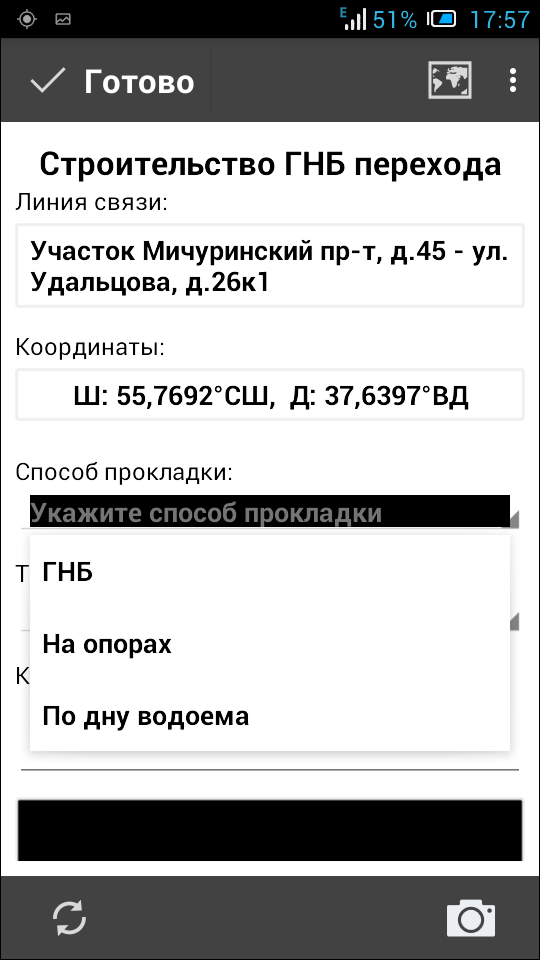 E 51% 17:57
Готово
Строительство ГНБ перехода
Линия связи:
Участок Мичуринский пр-т, д.45 - ул.
Удальцова, д.26к1
Координаты:
Ш: 55,7692°СШ, Д: 37,6397°ВД
Способ прокладки:
Укажите способ прокладки
Т
ГНБ
На опорах
К
По дну водоема